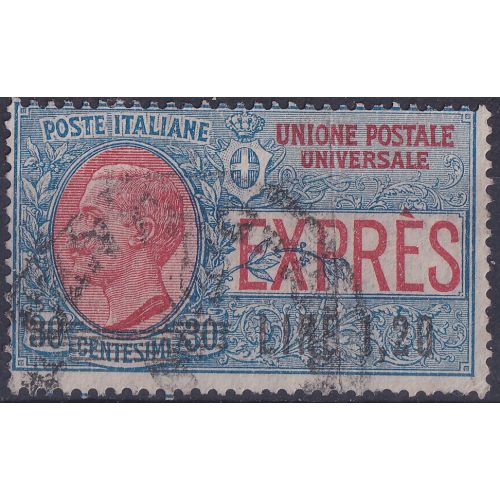 POSTE ITALIANE
UNIONE POSTALE
UNIVERSALE
EXPRÈS
30 CENTESIMI 30
LIRE 1,20